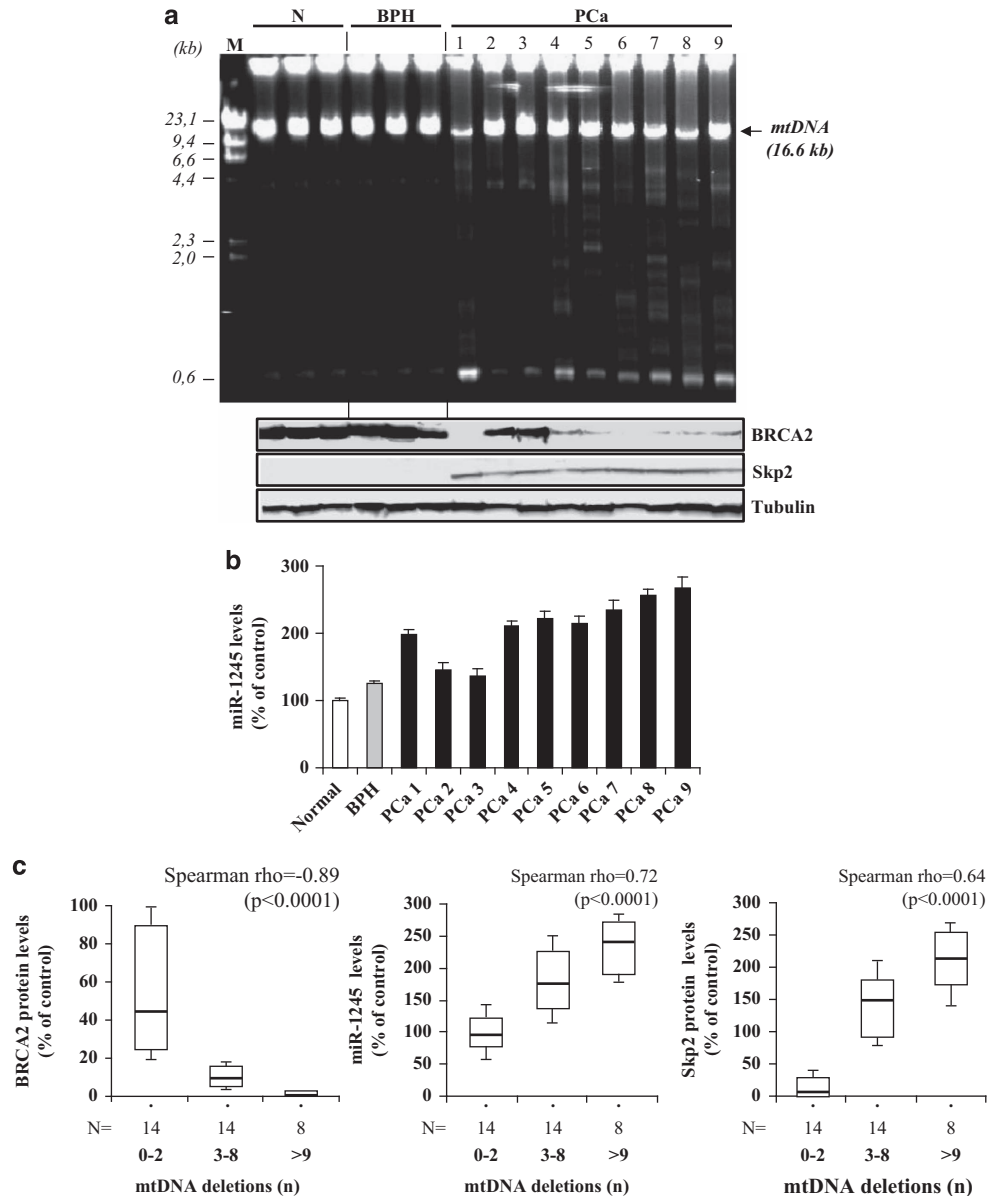 a
N BPH PCa
(kb) M 1 2 3 4 5 6 7 8 9
23,1
9,4
6,6
4,4
2,3
2,0
0,6
mtDNA
(16.6 kb)
BRCA2
Skp2
Tubulin
b
miR-1245 levels
(% of control)
300
200
100
0
Normal BPH PCa 1 PCa 2 PCa 3 PCa 4 PCa 5 PCa 6 PCa 7 PCa 8 PCa 9
c
Spearman rho=-0.89
(p<0.0001)
BRCA2 protein levels
(% of control)
100
80
60
40
20
0
N= 14 14 8
0-2 3-8 >9
mtDNA deletions (n)
Spearman rho=0.72
(p<0.0001)
miR-1245 levels
(% of control)
300
250
200
150
100
50
0
N= 14 14 8
0-2 3-8 >9
mtDNA deletions (n)
Spearman rho=0.64
(p<0.0001)
Skp2 protein levels
(% of control)
300
250
200
150
100
50
0
N= 14 14 8
0-2 3-8 >9
mtDNA deletions (n)